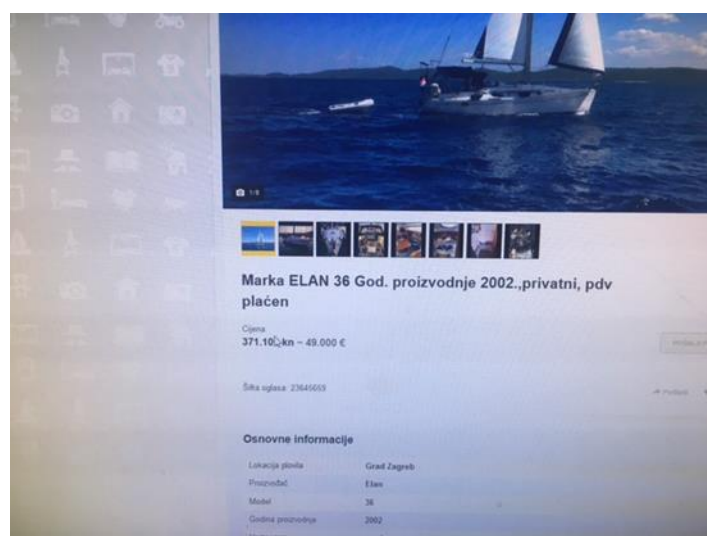 1/8
Marka ELAN 36 God. proizvodnje 2002.,privatni, pdv
plaćen
Cijena
kn ~ 49.000 €
Šifra oglasa: 23645659
Podijeli
Osnovne informacije
Lokacija plovila Grad Zagreb
Proizvođač Elan
Model 36
Godina proizvodnje 2002